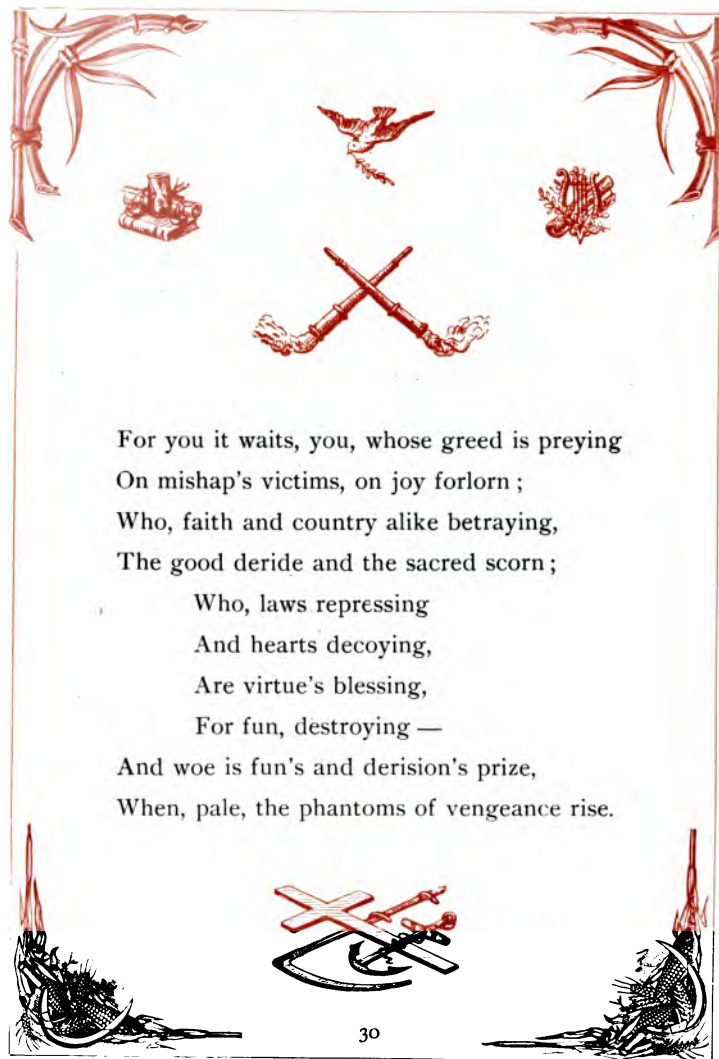 For you it waits, you, whose greed is preying
On mishap's victims, on joy forlorn ;
Who, faith and country alike betraying,
The good deride and the sacred scorn ;
Who, laws repressing
And hearts decoying,
Are virtue's blessing,
For fun, destroying —
And woe is fun's and derision's prize,
When, pale, the phantoms of vengeance rise.
30